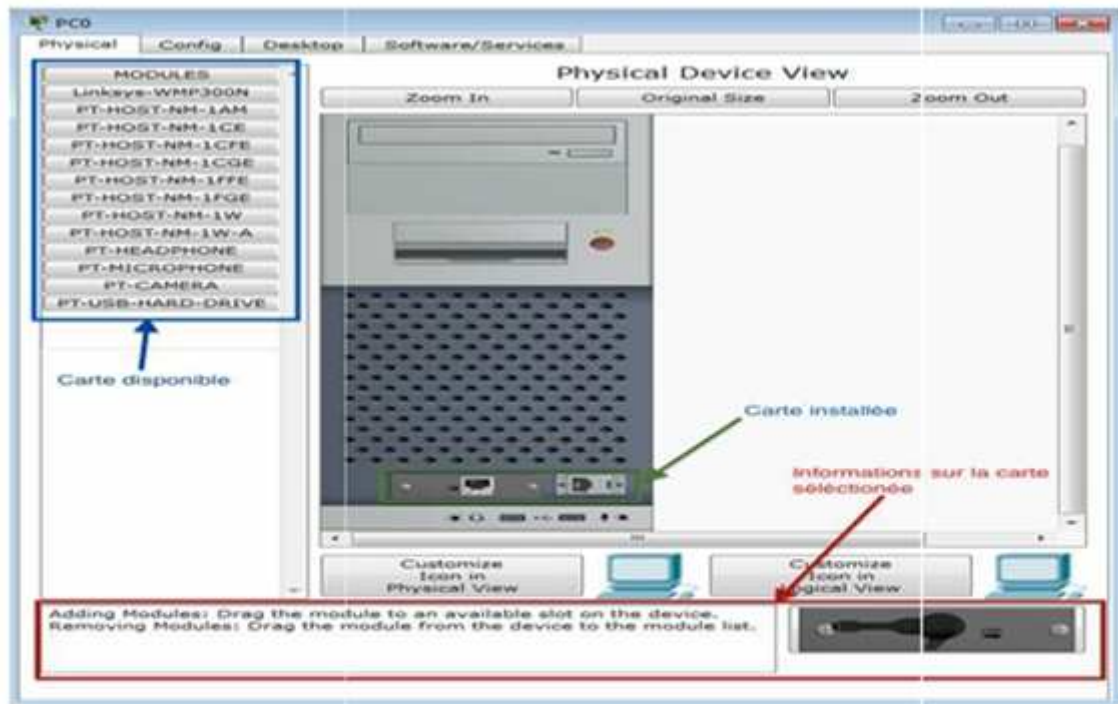 PC0
Physical Config Desktop Software/Services
MODULES
Linksys-WMP300N
PT-HOST-NM-1AM
PT-HOST-NM-1CE
PT-HOST-NM-1CFE
PT-HOST-NM-1CGE
PT-HOST-NM-1FFE
PT-HOST-NM-1FGE
PT-HOST-NM-1W
PT-HOST-NM-1W-A
PT-HEADPHONE
PT-MICROPHONE
PT-CAMERA
PT-USB-HARD-DRIVE
Carte disponible
Physical Device View
Zoom In Original Size Zoom Out
Carte installée
Informations sur la carte
séléctionée
Customize
Icon in
Physical View
Customize
Icon in
ogical View
Adding Modules: Drag the module to an available slot on the device.
Removing Modules: Drag the module from the device to the module list.